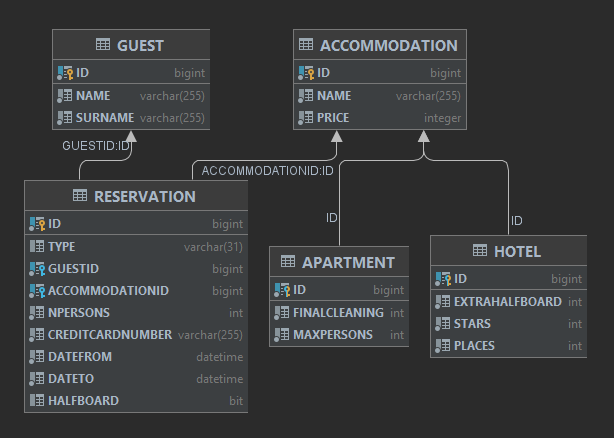 GUEST
ID bigint
NAME varchar(255)
SURNAME varchar(255)
ACCOMMODATION
ID bigint
NAME varchar(255)
PRICE integer
GUESTID:ID
ACCOMMODATIONID:ID
RESERVATION
ID bigint
TYPE varchar(31)
GUESTID bigint
ACCOMMODATIONID bigint
NPERSONS int
CREDITCARDNUMBER varchar(255)
DATEFROM datetime
DATETO datetime
HALFBOARD bit
ID
APARTMENT
ID bigint
FINALCLEANING int
MAXPERSONS int
ID
HOTEL
ID bigint
EXTRAHALFBOARD int
STARS int
PLACES int